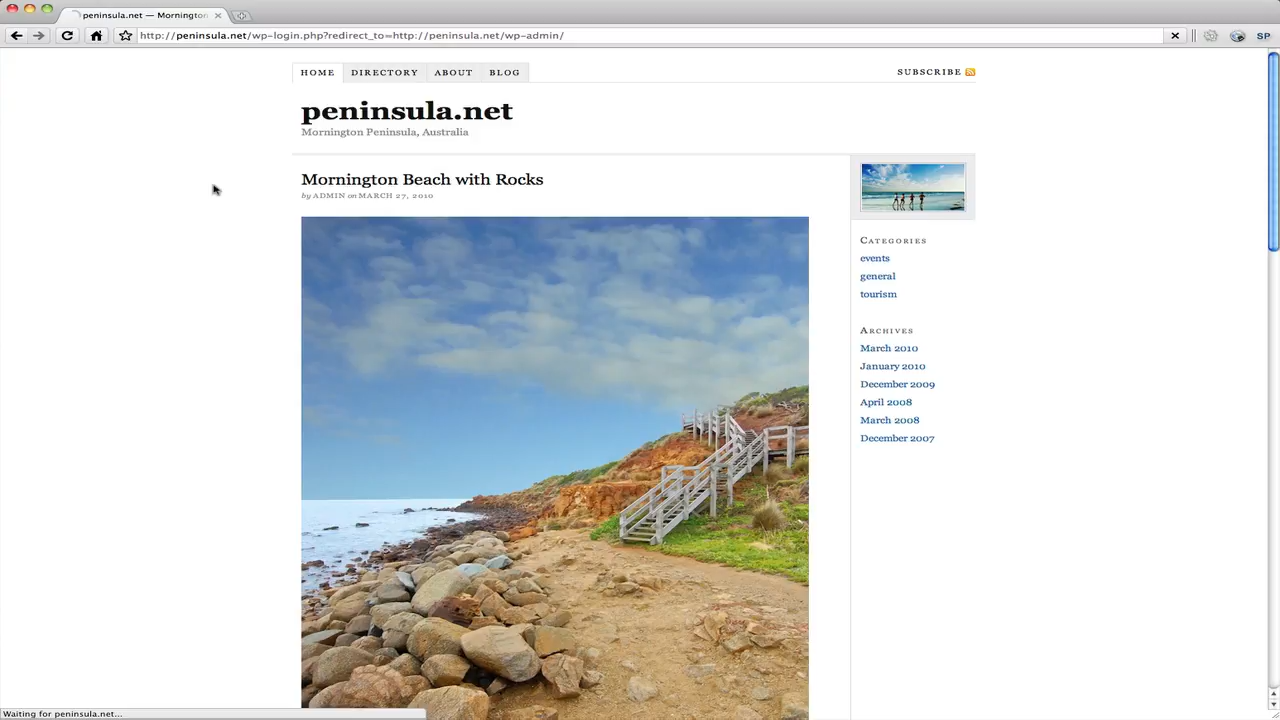 peninsula.net — Mornington
http://peninsula.net/wp-login.php?redirect_to=http://peninsula.net/wp-admin/
SP
HOME DIRECTORY ABOUT BLOG
SUBSCRIBE
peninsula.net
Mornington Peninsula, Australia
Mornington Beach with Rocks
by ADMIN on MARCH 27, 2010
Categories
events
general
tourism
Archives
March 2010
January 2010
December 2009
April 2008
March 2008
December 2007
Waiting for peninsula.net...